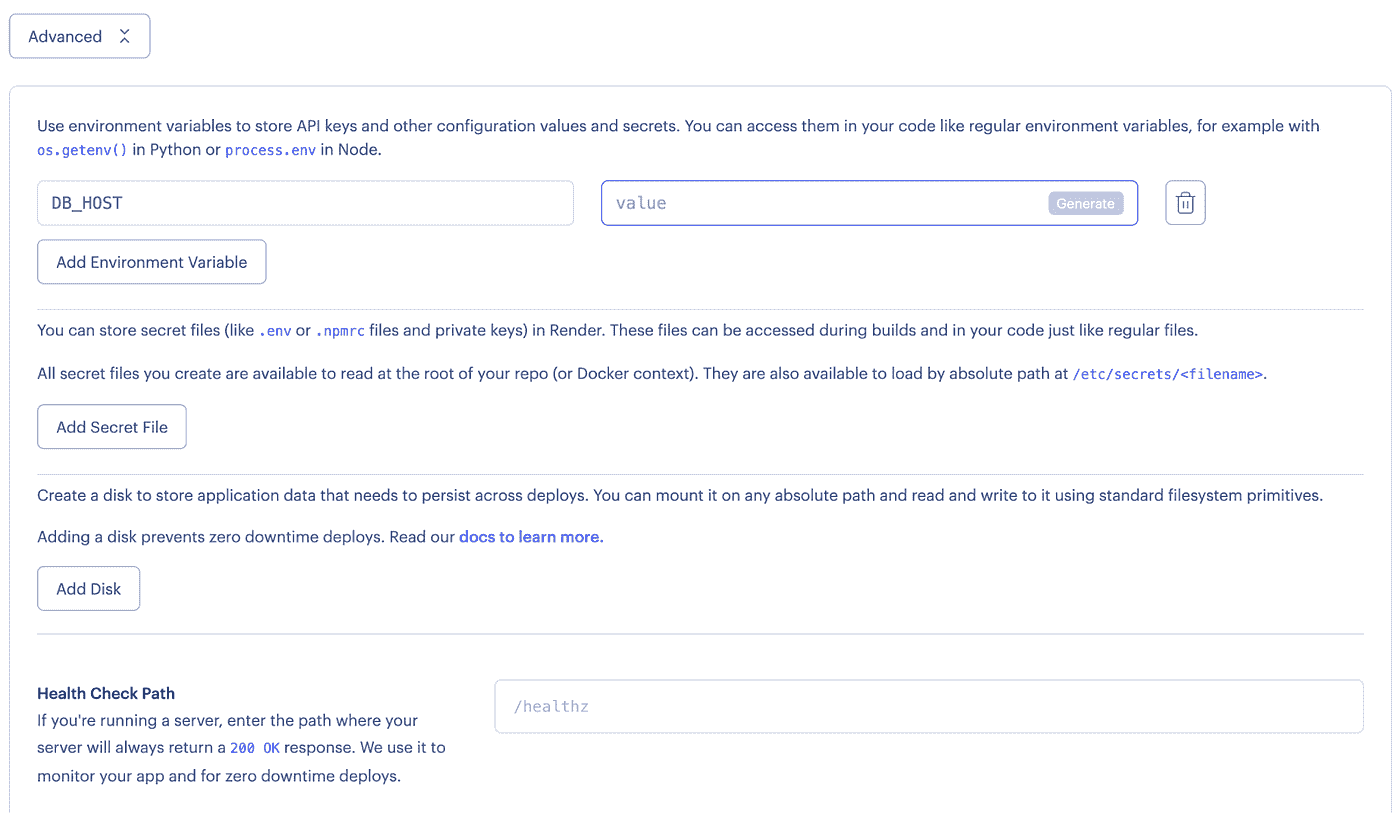 Advanced
Use environment variables to store API keys and other configuration values and secrets. You can access them in your code like regular environment variables, for example with
os.getenv() in Python or process.env in Node.
DB_HOST
value
Generate
Add Environment Variable
You can store secret files (like .env or .npmrc files and private keys) in Render. These files can be accessed during builds and in your code just like regular files.
All secret files you create are available to read at the root of your repo (or Docker context). They are also available to load by absolute path at /etc/secrets/<filename>.
Add Secret File
Create a disk to store application data that needs to persist across deploys. You can mount it on any absolute path and read and write to it using standard filesystem primitives.
Adding a disk prevents zero downtime deploys. Read our docs to learn more.
Add Disk
Health Check Path
If you're running a server, enter the path where your
server will always return a 200 OK response. We use it to
monitor your app and for zero downtime deploys.
/healthz